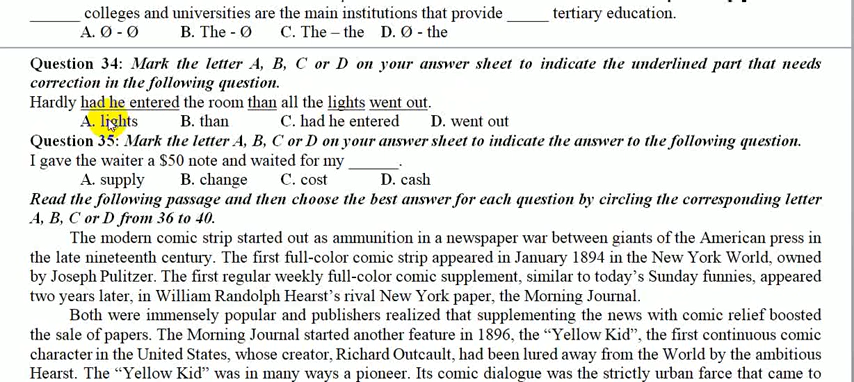 ______ colleges and universities are the main institutions that provide _____ tertiary education.
A. Ø - Ø B. The - Ø C. The – the D. Ø - the
Question 34: Mark the letter A, B, C or D on your answer sheet to indicate the underlined part that needs
correction in the following question.
Hardly had he entered the room than all the lights went out.
A. lights B. than C. had he entered D. went out
Question 35: Mark the letter A, B, C or D on your answer sheet to indicate the answer to the following question.
I gave the waiter a $50 note and waited for my ______.
A. supply B. change C. cost D. cash
Read the following passage and then choose the best answer for each question by circling the corresponding letter
A, B, C or D from 36 to 40.
The modern comic strip started out as ammunition in a newspaper war between giants of the American press in
the late nineteenth century. The first full-color comic strip appeared in January 1894 in the New York World, owned
by Joseph Pulitzer. The first regular weekly full-color comic supplement, similar to today’s Sunday funnies, appeared
two years later, in William Randolph Hearst’s rival New York paper, the Morning Journal.
Both were immensely popular and publishers realized that supplementing the news with comic relief boosted
the sale of papers. The Morning Journal started another feature in 1896, the “Yellow Kid”, the first continuous comic
character in the United States, whose creator, Richard Outcault, had been lured away from the World by the ambitious
Hearst. The “Yellow Kid” was in many ways a pioneer. Its comic dialogue was the strictly urban farce that came to